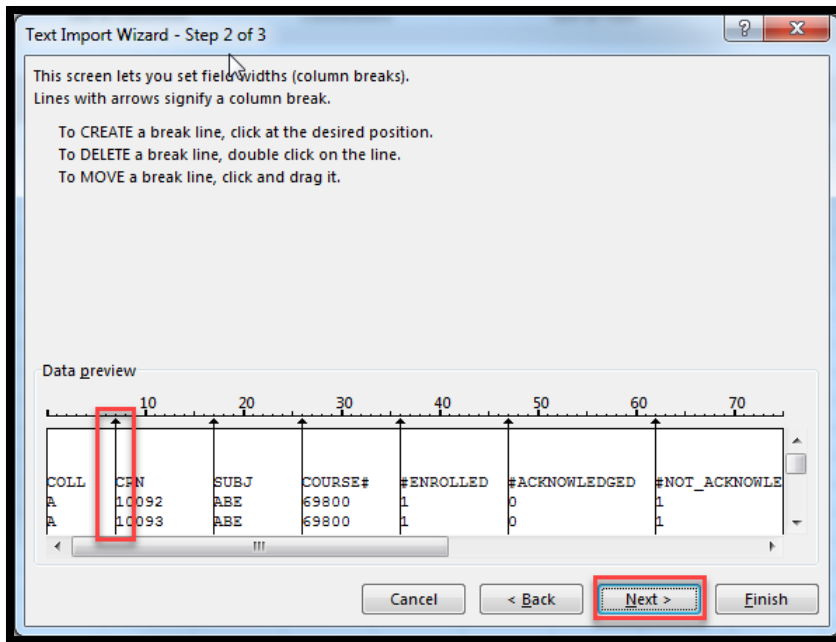 Text Import Wizard - Step 2 of 3
?
This screen lets you set field widths (column breaks).
Lines with arrows signify a column break.
To CREATE a break line, click at the desired position.
To DELETE a break line, double click on the line.
To MOVE a break line, click and drag it.
Data preview
10 20 30 40 50 60 70
COLL CRN SUBJ COURSE# #ENROLLED #ACKNOWLEDGED #NOT_ACKNOWLE
A 10092 ABE 69800 1 0 1
A 10093 ABE 69800 1 0 1
Cancel < Back Next > Finish